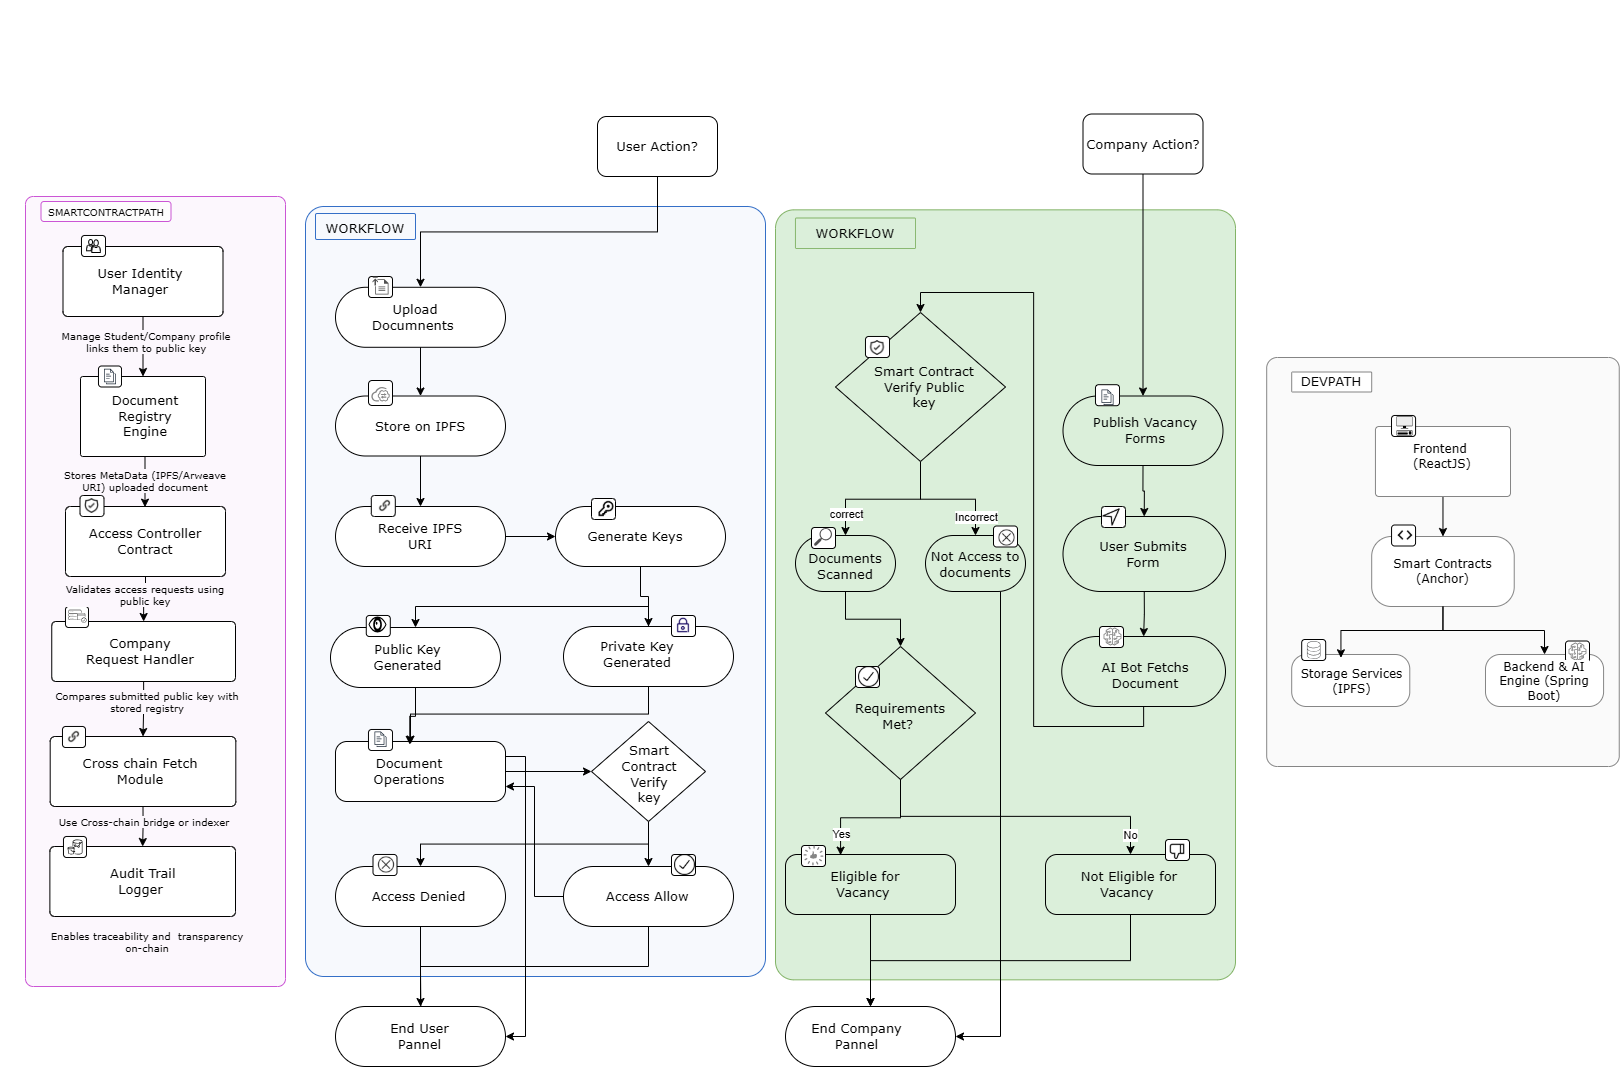 User Action?
Company Action?
SMARTCONTRACTPATH
User Identity
Manager
Manage Student/Company profile
links them to public key
Document
Registry
Engine
Stores MetaData (IPFS/Arweave
URI) uploaded document
Access Controller
Contract
Validates access requests using
public key
Company
Request Handler
Compares submitted public key with
stored registry
Cross chain Fetch
Module
Use Cross-chain bridge or indexer
Audit Trail
Logger
Enables traceability and  transparency
on-chain
WORKFLOW
Upload
Documnents
Store on IPFS
Receive IPFS
URI
Generate Keys
Public Key
Generated
Private Key
Generated
Document
Operations
Smart
Contract
Verify
key
Access Denied
Access Allow
End User
Pannel
WORKFLOW
Smart Contract
Verify Public
key
Publish Vacancy
Forms
correct
Incorrect
Documents
Scanned
Not Access to
documents
User Submits
Form
AI Bot Fetchs
Document
Requirements
Met?
Yes
No
Eligible for
Vacancy
Not Eligible for
Vacancy
End Company
Pannel
DEVPATH
Frontend
(ReactJS)
Smart Contracts
(Anchor)
Storage Services
(IPFS)
Backend & AI
Engine (Spring
Boot)